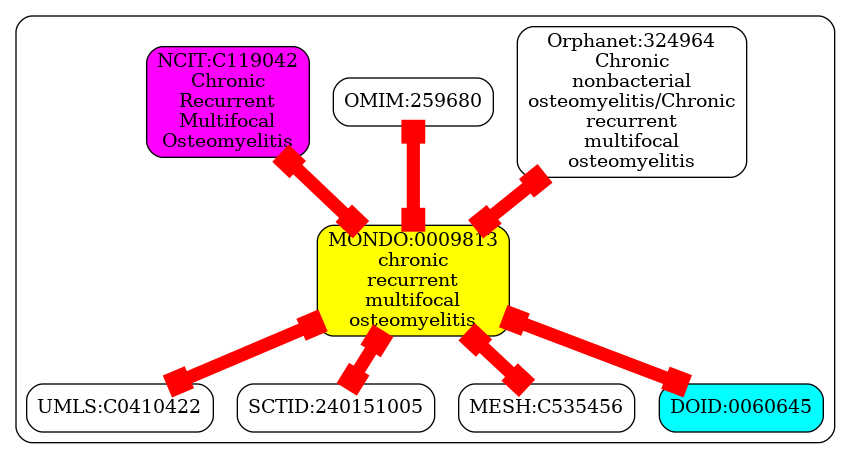 NCIT:C119042
Chronic
Recurrent
Multifocal
Osteomyelitis
OMIM:259680
Orphanet:324964
Chronic
nonbacterial
osteomyelitis/Chronic
recurrent
multifocal
osteomyelitis
MONDO:0009813
chronic
recurrent
multifocal
osteomyelitis
UMLS:C0410422
SCTID:240151005
MESH:C535456
DOID:0060645